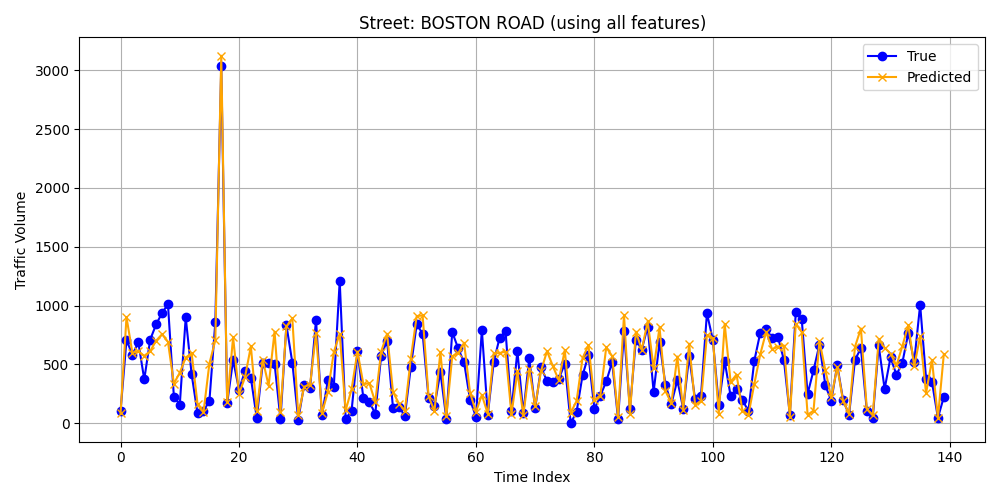 Street: BOSTON ROAD (using all features)
True
Predicted
Traffic Volume
3000
2500
2000
1500
1000
500
0
0 20 40 60 80 100 120 140
Time Index